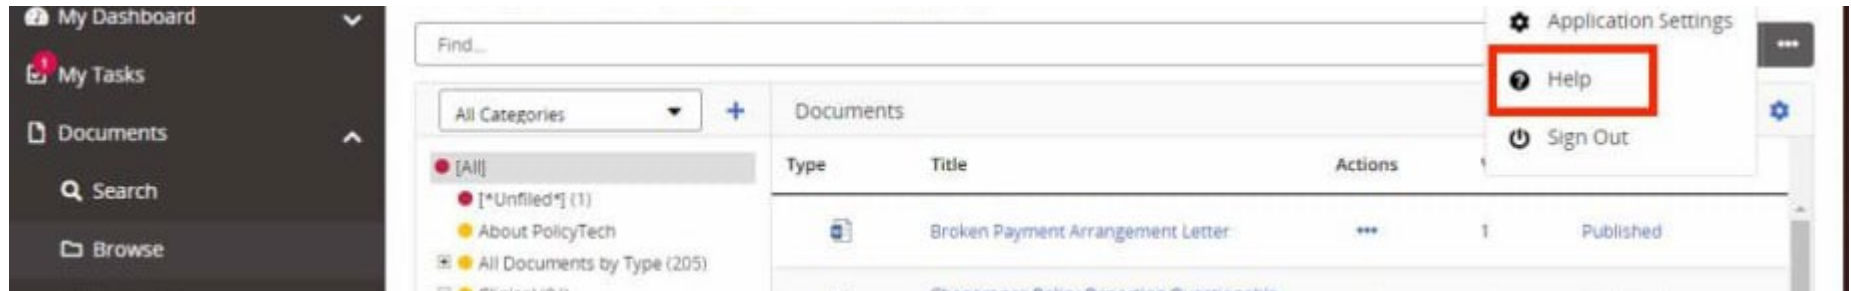 My Dashboard
1
My Tasks
Documents
Search
Browse
Find...
Application Settings
Help
Sign Out
All Categories
+
Documents
[All]
[*Unfiled*] (1)
About PolicyTech
All Documents by Type (205)
Type Title Actions
Broken Payment Arrangement Letter 1 Published